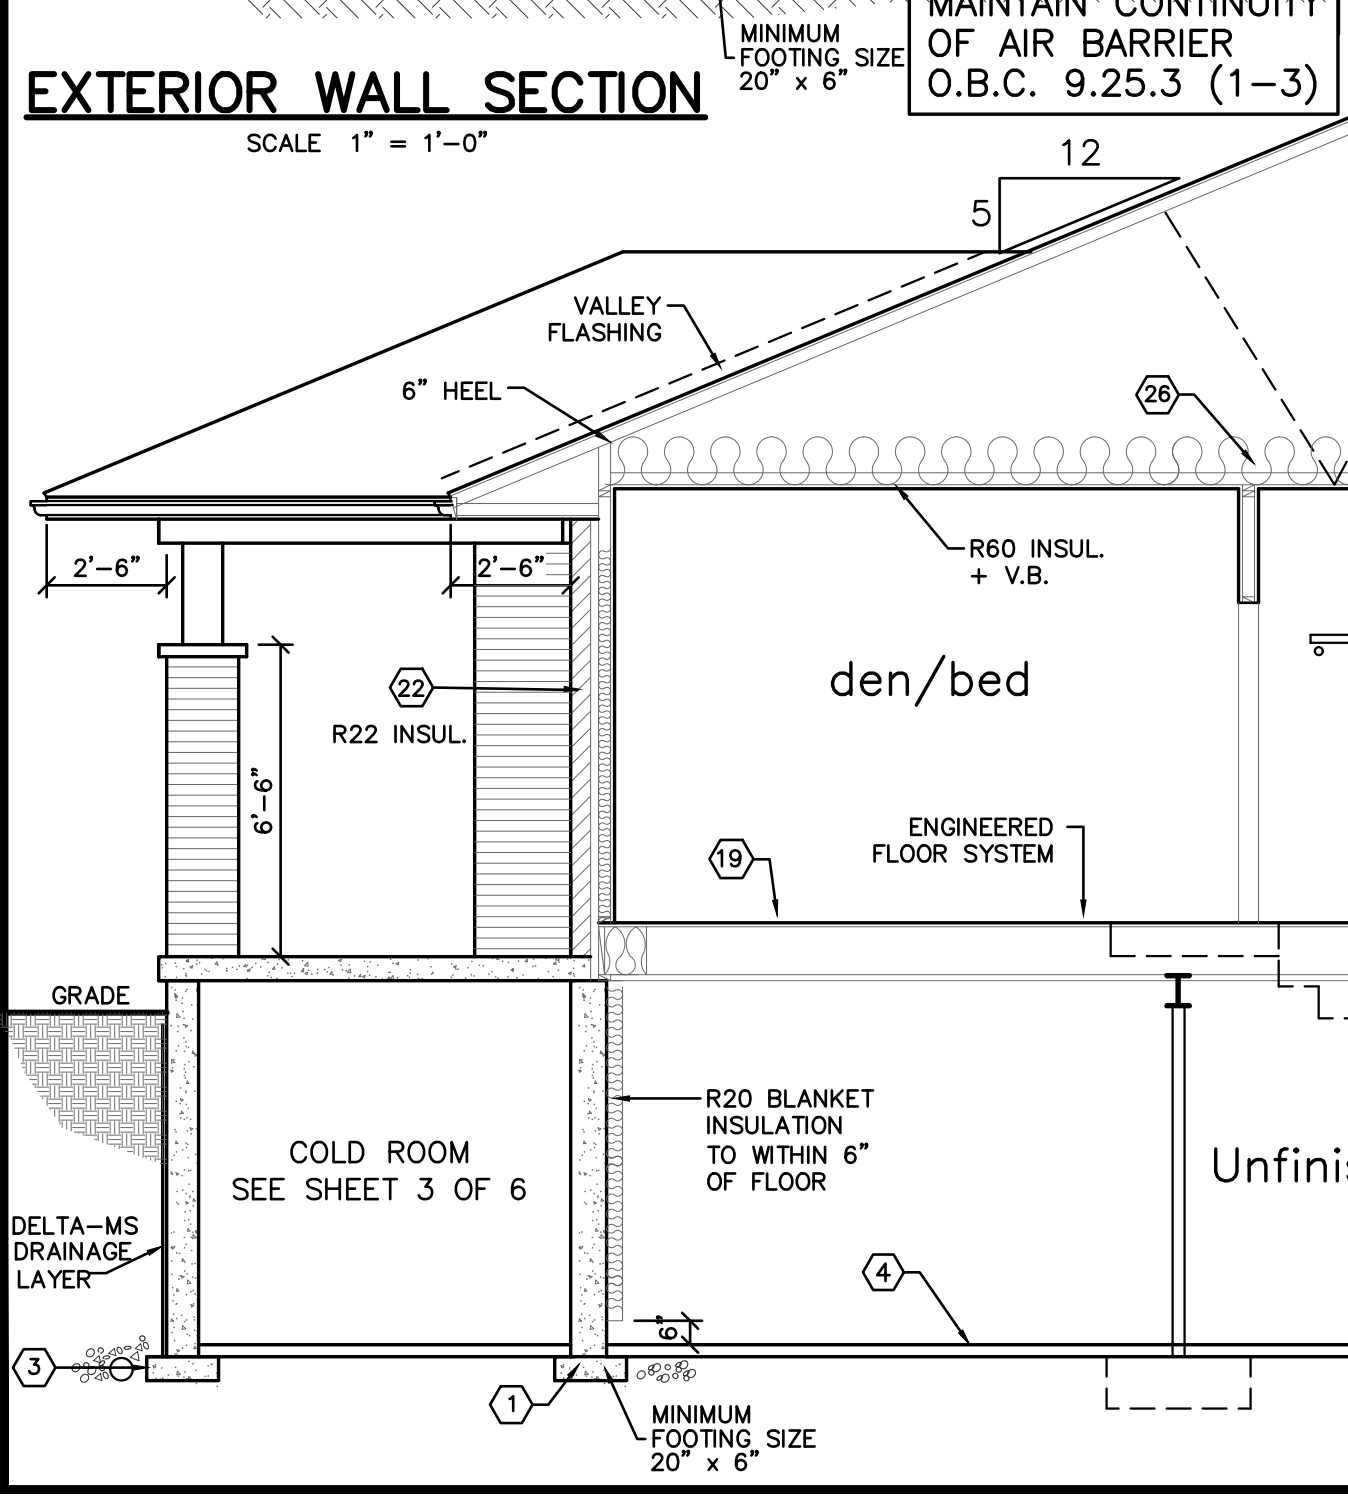 MAINTAIN CONTINUITY
OF AIR BARRIER
O.B.C. 9.25.3 (1-3)
MINIMUM
FOOTING SIZE
20" x 6"
EXTERIOR WALL SECTION
SCALE 1" = 1'-0"
12
5
VALLEY
FLASHING
6" HEEL
26
2'-6"
2'-6"
R60 INSUL.
+ V.B.
den/bed
22
R22 INSUL.
6'-6"
ENGINEERED
FLOOR SYSTEM
19
GRADE
R20 BLANKET
INSULATION
TO WITHIN 6"
OF FLOOR
COLD ROOM
SEE SHEET 3 OF 6
Unfinis
DELTA-MS
DRAINAGE
LAYER
4
6"
3
1
MINIMUM
FOOTING SIZE
20" x 6"